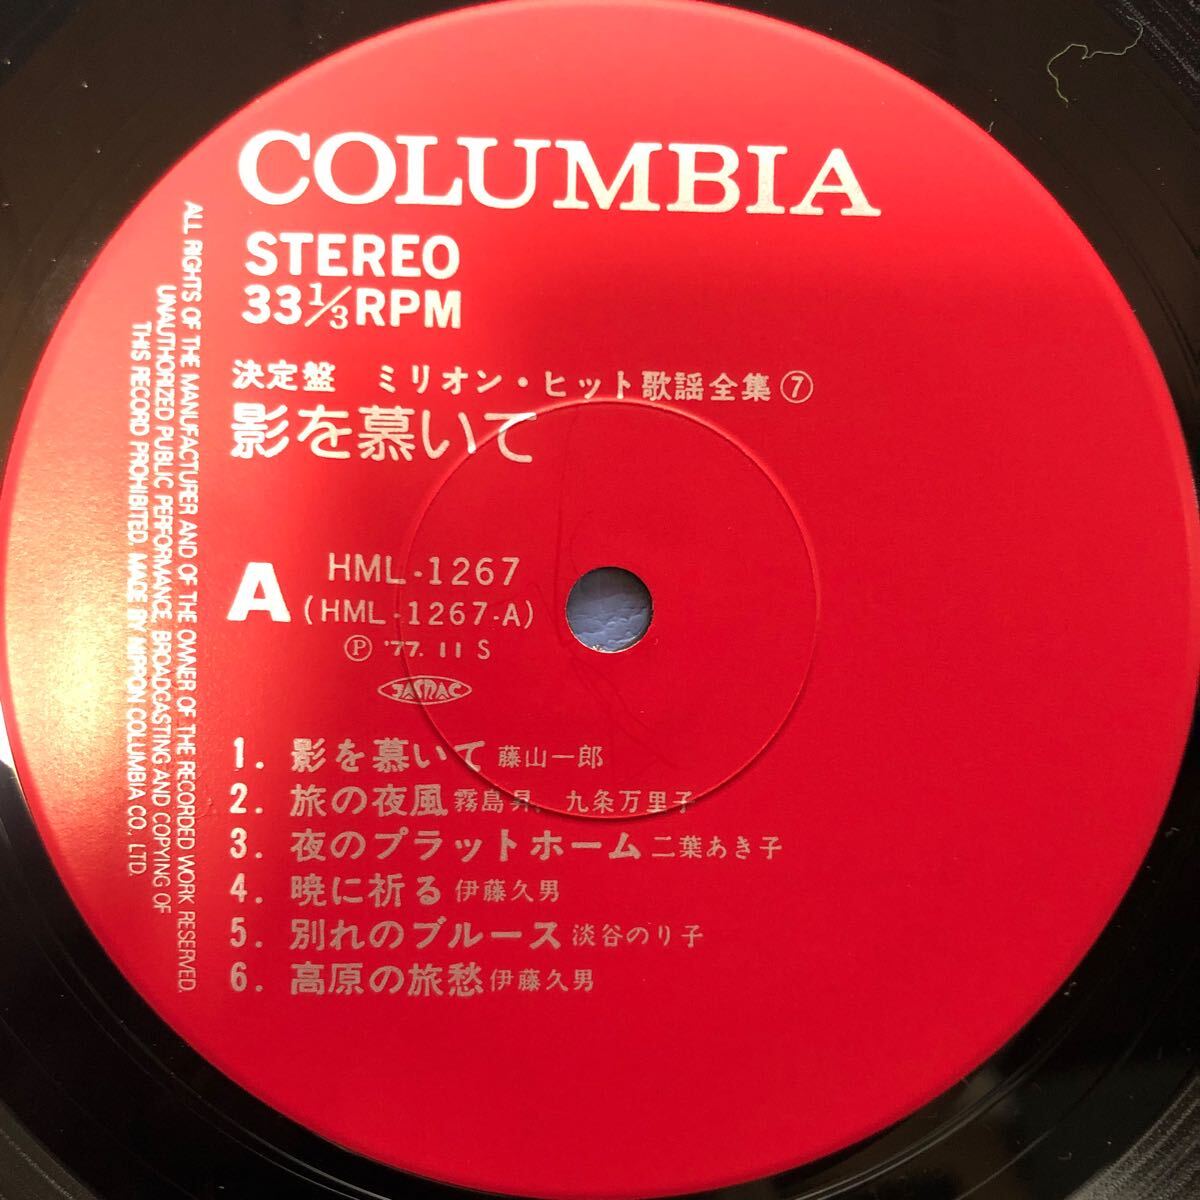 COLUMBIA
STEREO
33 1/3 RPM
決定盤 ミリオン・ヒット歌謡全集⑦
影を慕いて
A
HML-1267
(HML-1267-A)
Ⓟ '77. 11 S
JASRAC
1. 影を慕いて 藤山一郎
2. 旅の夜風 霧島昇, 九条万里子
3. 夜のプラットホーム 二葉あき子
4. 暁に祈る 伊藤久男
5. 別れのブルース 淡谷のり子
6. 高原の旅愁 伊藤久男
ALL RIGHTS OF THE MANUFACTURER AND OF THE OWNER OF THE RECORDED WORK RESERVED.
UNAUTHORIZED PUBLIC PERFORMANCE, BROADCASTING AND COPYING OF
THIS RECORD PROHIBITED. MADE BY NIPPON COLUMBIA CO., LTD.